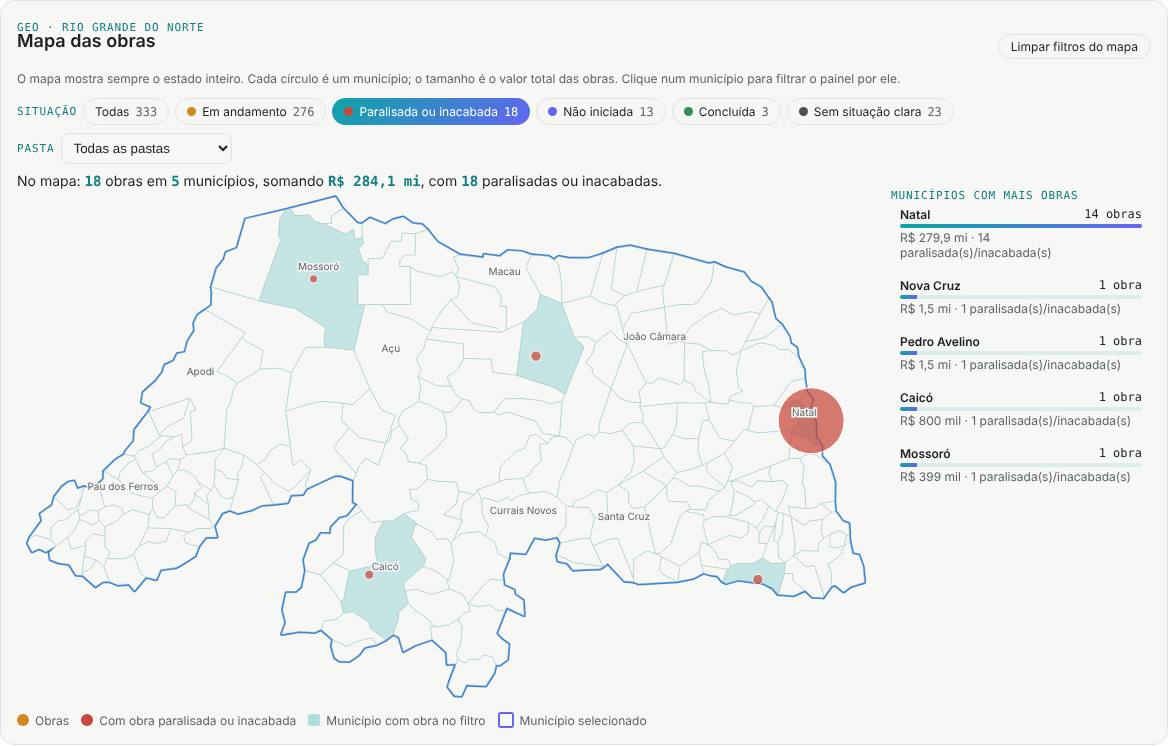 GEO · RIO GRANDE DO NORTE
Mapa das obras
Limpar filtros do mapa
O mapa mostra sempre o estado inteiro. Cada círculo é um município; o tamanho é o valor total das obras. Clique num município para filtrar o painel por ele.
SITUAÇÃO Todas 333 Em andamento 276 Paralisada ou inacabada 18 Não iniciada 13 Concluída 3 Sem situação clara 23
PASTA Todas as pastas
No mapa: 18 obras em 5 municípios, somando R$ 284,1 mi, com 18 paralisadas ou inacabadas.
Mossoró
Macau
João Câmara
Açu
Apodi
Natal
Pau dos Ferros
Currais Novos
Santa Cruz
Caicó
MUNICÍPIOS COM MAIS OBRAS
Natal 14 obras
R$ 279,9 mi · 14
paralisada(s)/inacabada(s)
Nova Cruz 1 obra
R$ 1,5 mi · 1 paralisada(s)/inacabada(s)
Pedro Avelino 1 obra
R$ 1,5 mi · 1 paralisada(s)/inacabada(s)
Caicó 1 obra
R$ 800 mil · 1 paralisada(s)/inacabada(s)
Mossoró 1 obra
R$ 399 mil · 1 paralisada(s)/inacabada(s)
Obras Com obra paralisada ou inacabada Município com obra no filtro Município selecionado